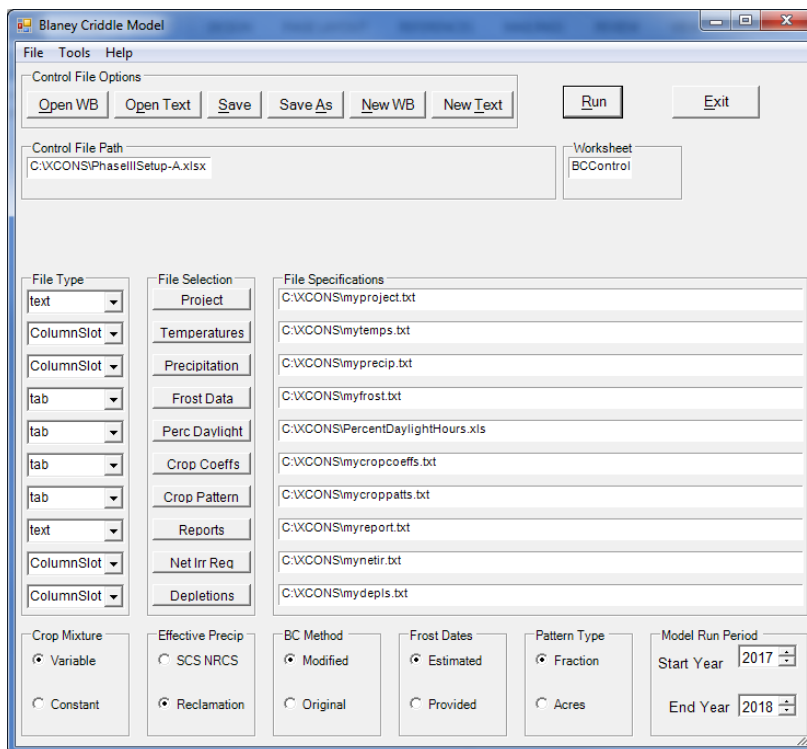 Blaney Criddle Model
File Tools Help
Control File Options
Open WB Open Text Save Save As New WB New Text Run Exit
Control File Path Worksheet
C:\XCONS\PhaseIIISetup-A.xlsx BCControl
File Type File Selection File Specifications
text Project C:\XCONS\myproject.txt
ColumnSlot Temperatures C:\XCONS\mytemps.txt
ColumnSlot Precipitation C:\XCONS\myprecip.txt
tab Frost Data C:\XCONS\myfrost.txt
tab Perc Daylight C:\XCONS\PercentDaylightHours.xls
tab Crop Coeffs C:\XCONS\mycropcoeffs.txt
tab Crop Pattern C:\XCONS\mycroppatts.txt
text Reports C:\XCONS\myreport.txt
ColumnSlot Net Irr Req C:\XCONS\mynetir.txt
ColumnSlot Depletions C:\XCONS\mydepls.txt
Crop Mixture Effective Precip BC Method Frost Dates Pattern Type Model Run Period
Variable SCS NRCS Modified Estimated Fraction Start Year 2017
Constant Reclamation Original Provided Acres End Year 2018